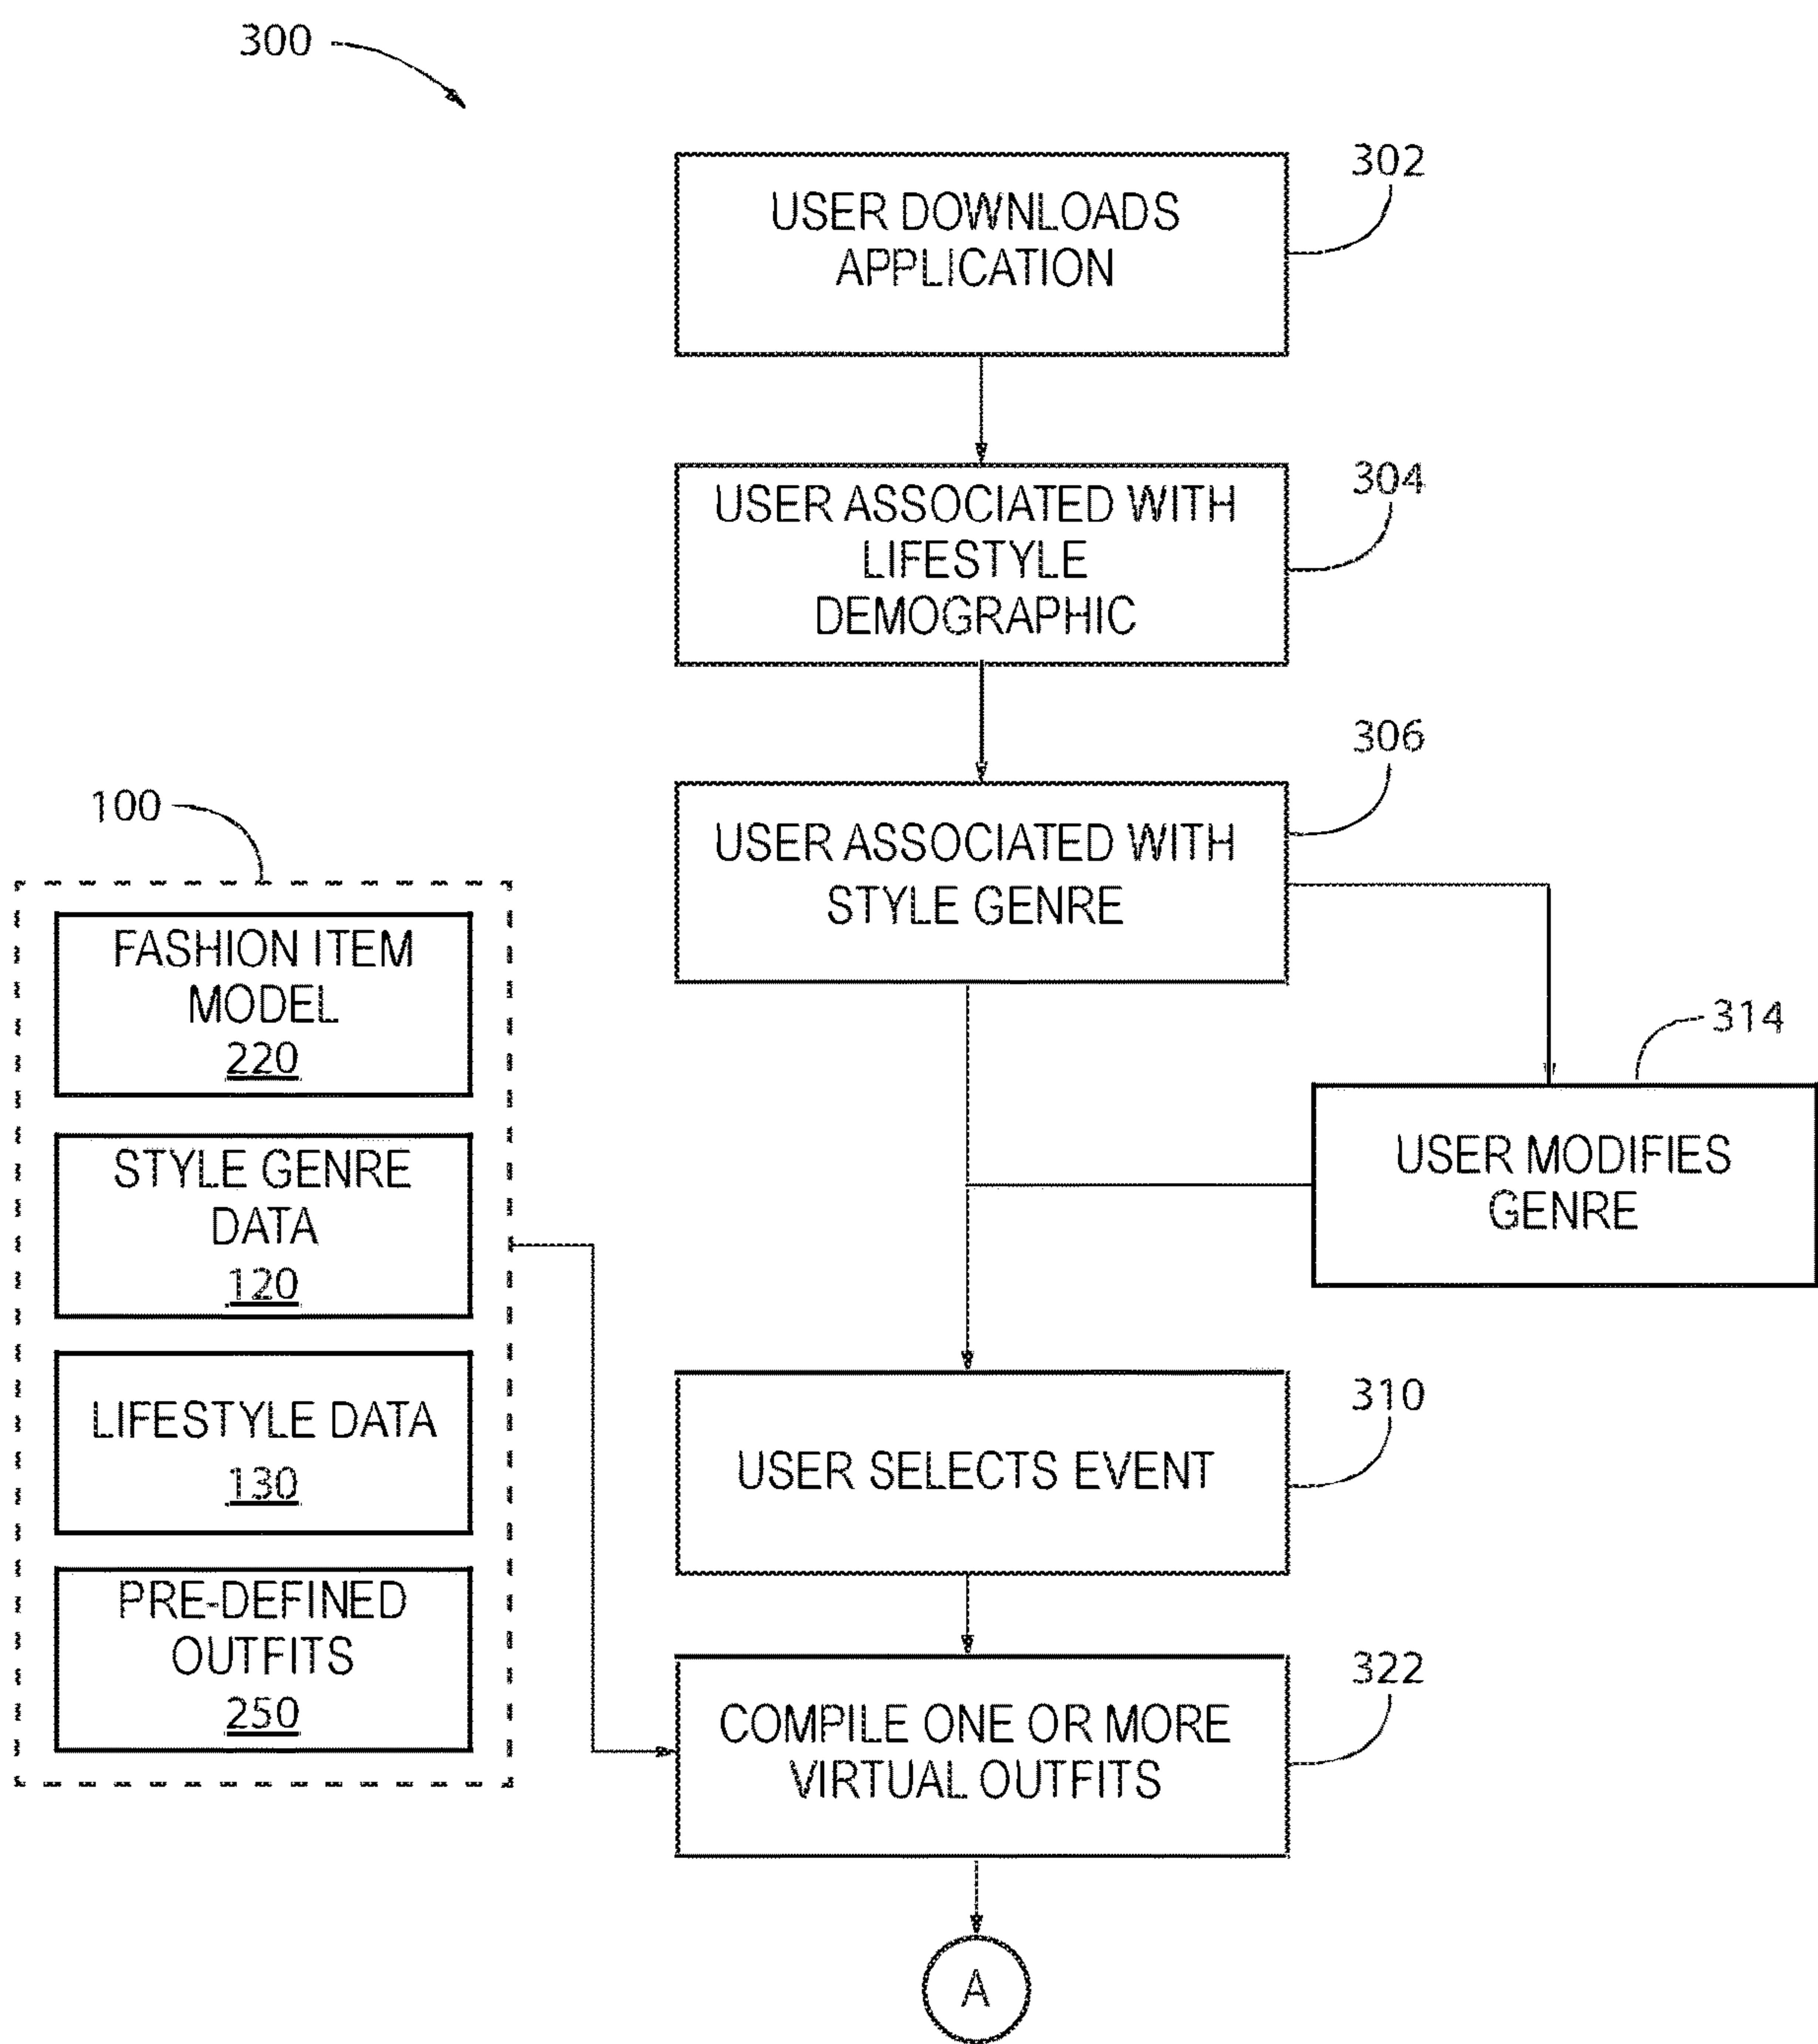 300
302
USER DOWNLOADS
APPLICATION
304
USER ASSOCIATED WITH
LIFESTYLE
DEMOGRAPHIC
306
USER ASSOCIATED WITH
STYLE GENRE
100
FASHION ITEM
MODEL
220
STYLE GENRE
DATA
120
LIFESTYLE DATA
130
PRE-DEFINED
OUTFITS
250
314
USER MODIFIES
GENRE
310
USER SELECTS EVENT
322
COMPILE ONE OR MORE
VIRTUAL OUTFITS
A